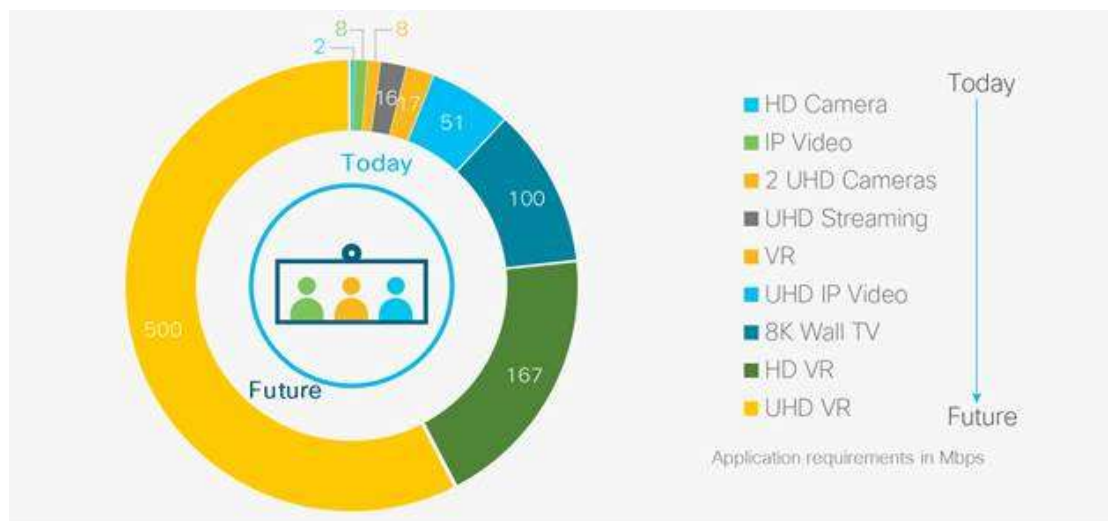 8
8
2
16
17
51
100
167
500
Today
Future
HD Camera
IP Video
2 UHD Cameras
UHD Streaming
VR
UHD IP Video
8K Wall TV
HD VR
UHD VR
Today
Future
Application requirements in Mbps